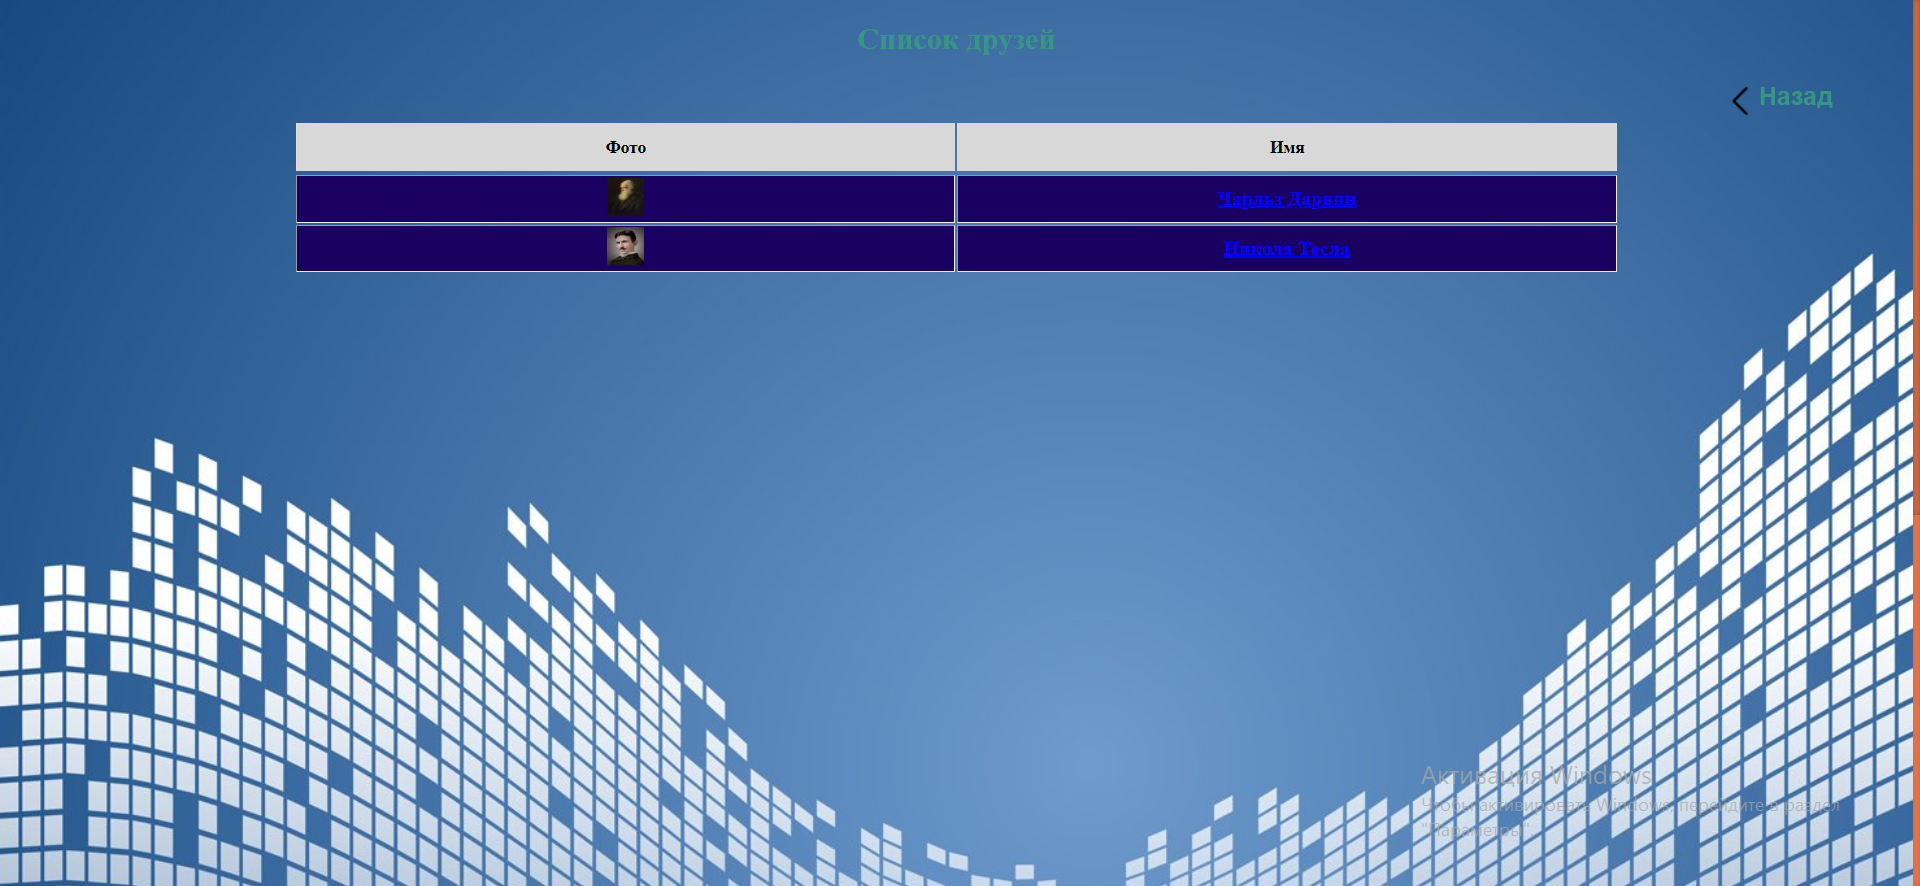 Список друзей
Назад
Фото Имя
Чарльз Дарвин
Никола Тесла
Активация Windows
Чтобы активировать Windows, перейдите в раздел
"Параметры".